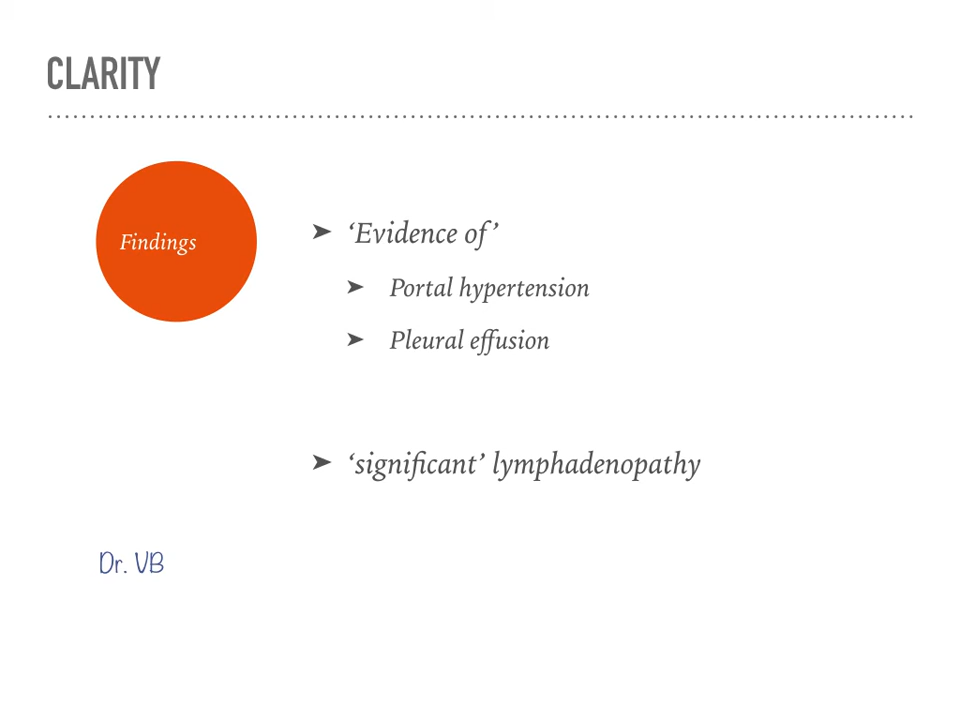 CLARITY
Findings
➤ ‘Evidence of’
➤ Portal hypertension
➤ Pleural effusion
➤ ‘significant’ lymphadenopathy
Dr. VB